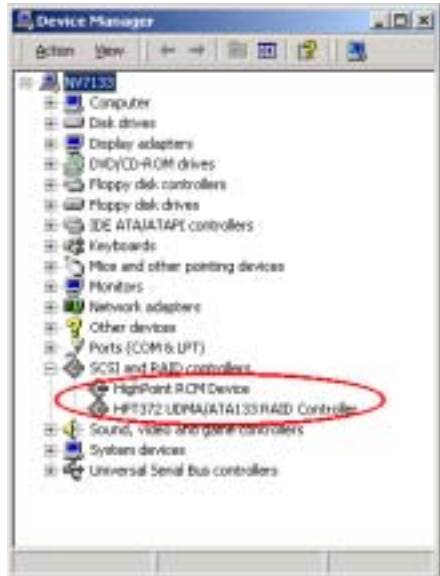 Device Manager
Action View
NV7133
Computer
Disk drives
Display adapters
DVD/CD-ROM drives
Floppy disk controllers
Floppy disk drives
IDE ATA/ATAPI controllers
Keyboards
Mice and other pointing devices
Monitors
Network adapters
Other devices
Ports (COM & LPT)
SCSI and RAID controllers
HighPoint RCM Device
HPT372 UDMA/ATA133 RAID Controller
Sound, video and game controllers
System devices
Universal Serial Bus controllers